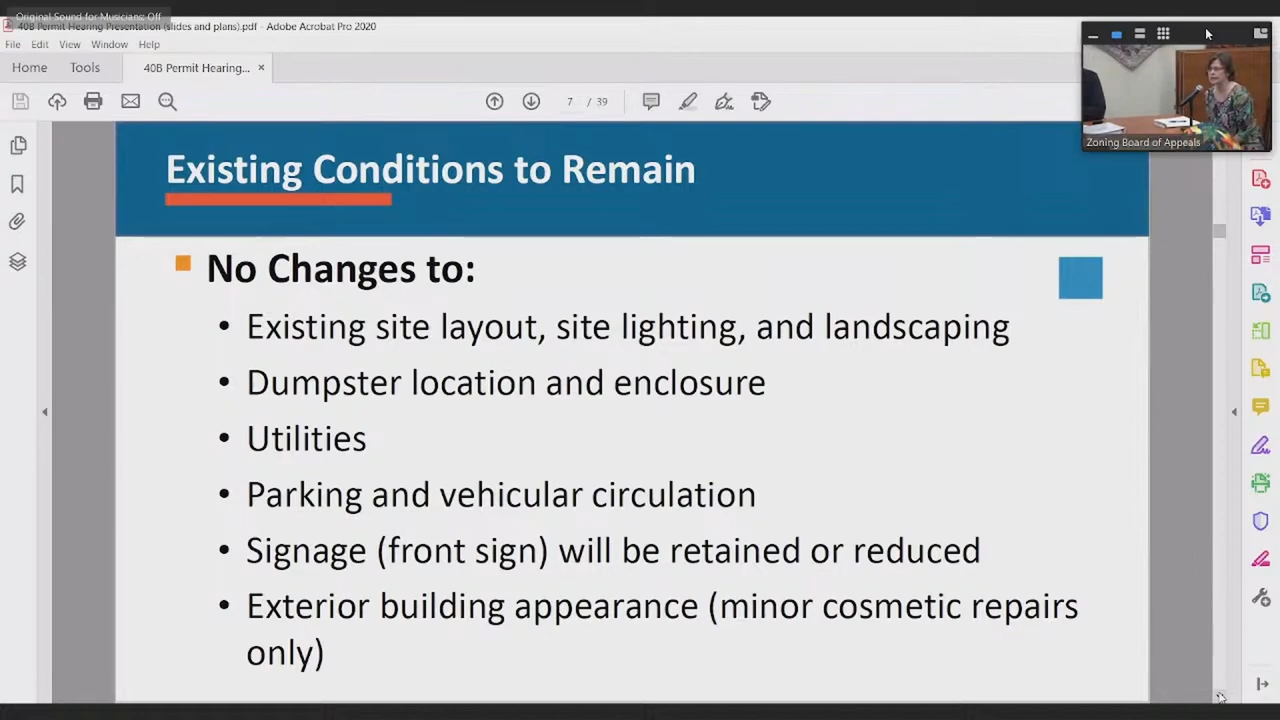 Original Sound for Musicians: Off
40B Permit Hearing Presentation (slides and plans).pdf - Adobe Acrobat Pro 2020
File Edit View Window Help
Home Tools 40B Permit Hearing... ×
7 / 39
Zoning Board of Appeals
Existing Conditions to Remain
No Changes to:
• Existing site layout, site lighting, and landscaping
• Dumpster location and enclosure
• Utilities
• Parking and vehicular circulation
• Signage (front sign) will be retained or reduced
• Exterior building appearance (minor cosmetic repairs
only)